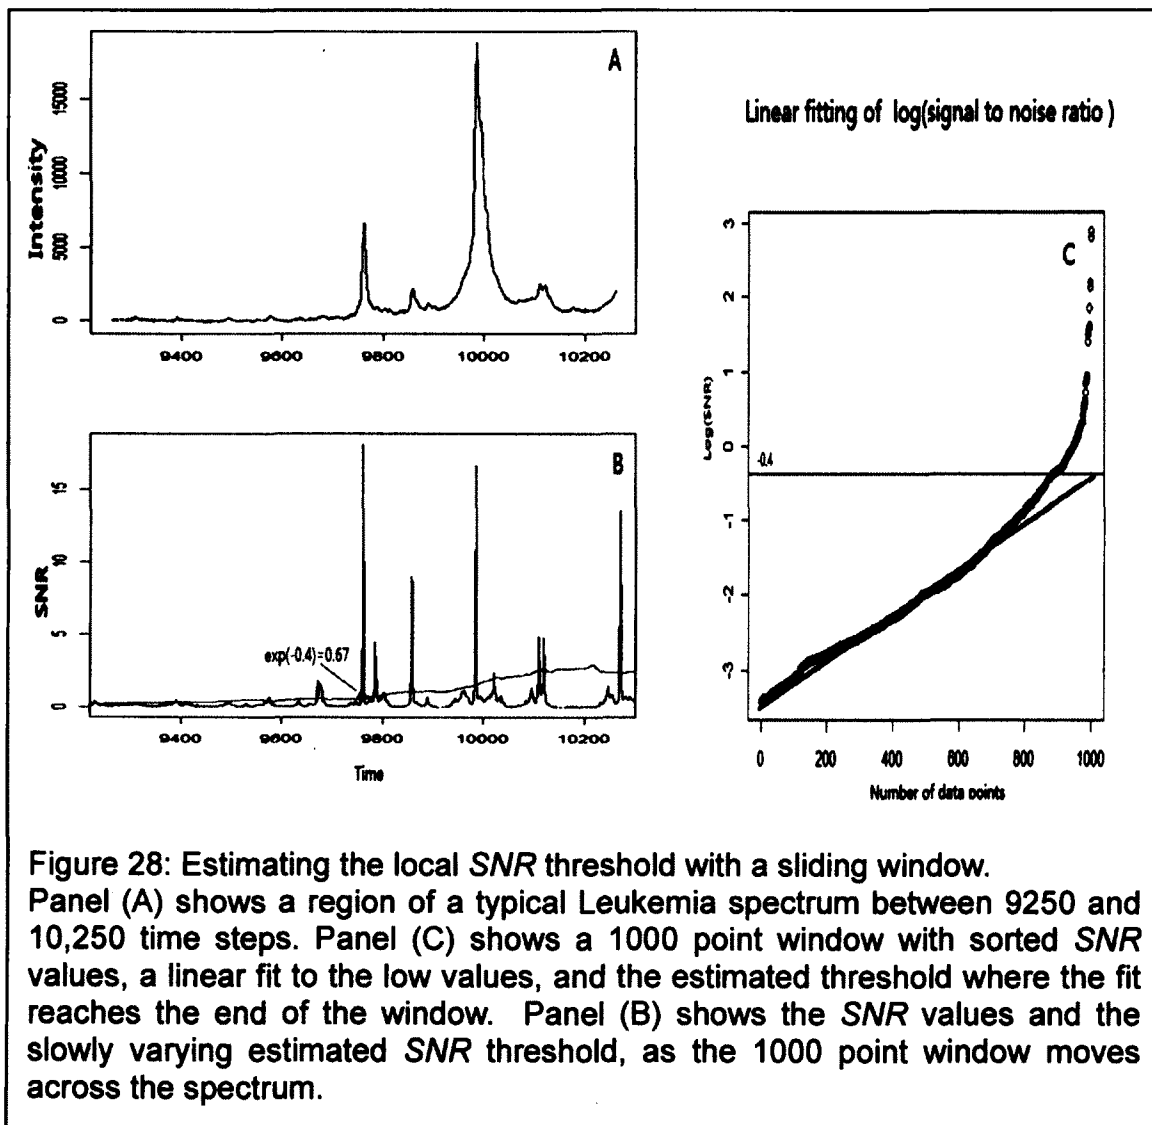 A
Intensity
15000
10000
5000
0
9400 9600 9800 10000 10200
B
SNR
15
10
5
0
exp(-0.4)=0.67
9400 9600 9800 10000 10200
Time
Linear fitting of log(signal to noise ratio )
C
Log(SNR)
3
2
1
0
-0.4
-1
-2
-3
0 200 400 600 800 1000
Number of data points
Figure 28: Estimating the local SNR threshold with a sliding window.
Panel (A) shows a region of a typical Leukemia spectrum between 9250 and
10,250 time steps. Panel (C) shows a 1000 point window with sorted SNR
values, a linear fit to the low values, and the estimated threshold where the fit
reaches the end of the window. Panel (B) shows the SNR values and the
slowly varying estimated SNR threshold, as the 1000 point window moves
across the spectrum.